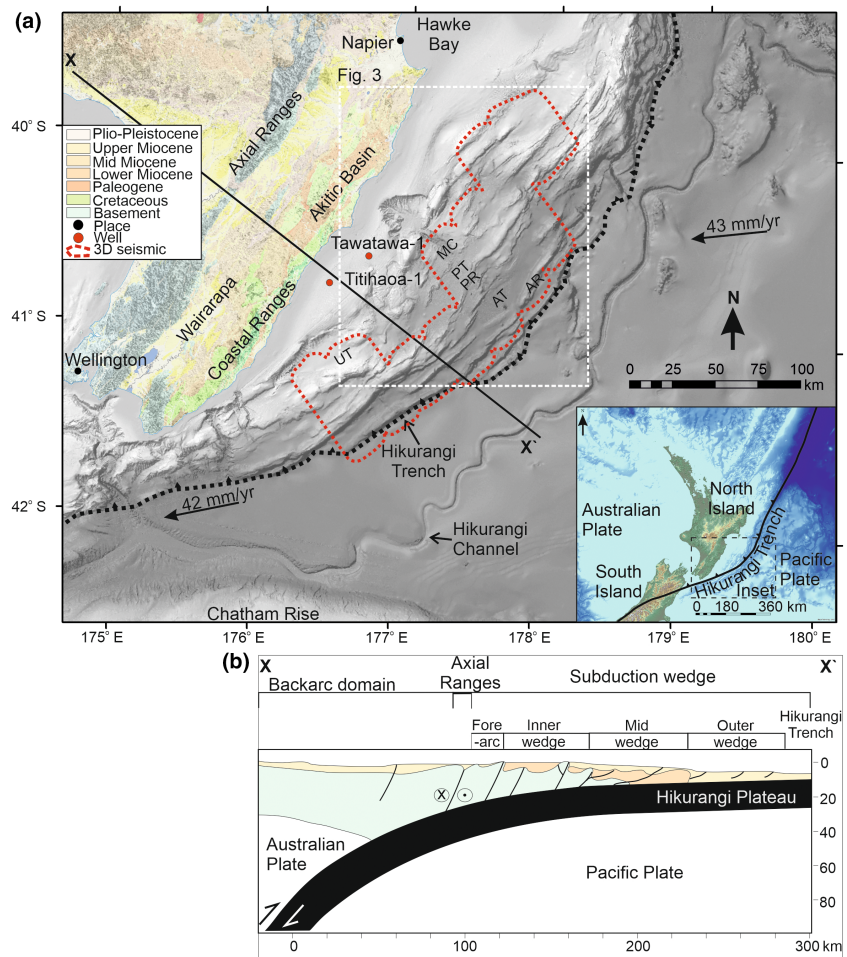 (a)
X
Napier
Hawke
Bay
Fig. 3
40° S
Plio-Pleistocene
Upper Miocene
Mid Miocene
Lower Miocene
Paleogene
Cretaceous
Basement
Place
Well
3D seismic
Axial Ranges
Akitio Basin
Tawatawa-1
Titihaoa-1
MC
PT
PR
AT
AR
UT
43 mm/yr
N
41° S
Wairarapa
Coastal Ranges
Wellington
0 25 50 75 100
km
Hikurangi
Trench
X`
42° S
42 mm/yr
Hikurangi
Channel
Chatham Rise
N
North
Island
Australian
Plate
Hikurangi Trench
Pacific
Plate
South
Island
Inset
0 180 360 km
175° E 176° E 177° E 178° E 179° E 180° E
(b)
X
Axial
Ranges
X`
Backarc domain
Subduction wedge
Hikurangi
Trench
Fore
-arc
Inner
wedge
Mid
wedge
Outer
wedge
0
20
40
60
80
Hikurangi Plateau
X
Australian
Plate
Pacific Plate
0 100 200 300 km